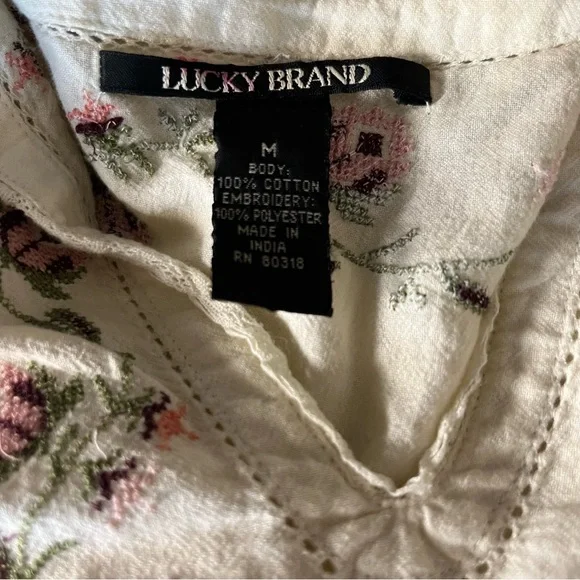 LUCKY BRAND
M
BODY:
100% COTTON
EMBROIDERY:
100% POLYESTER
MADE IN
INDIA
RN 80318